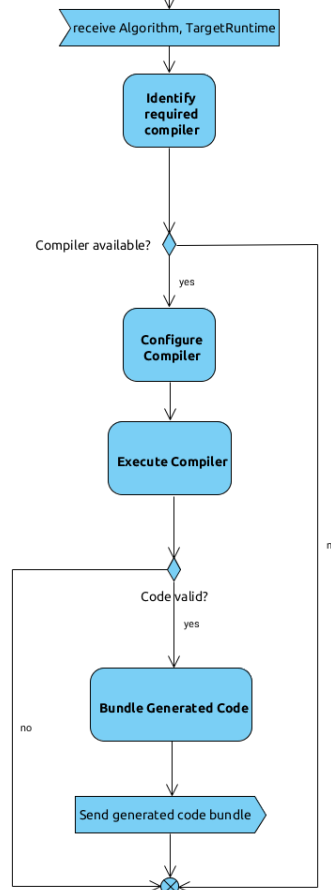 receive Algorithm, TargetRuntime
Identify
required
compiler
Compiler available?
yes
Configure
Compiler
Execute Compiler
Code valid?
yes
Bundle Generated Code
no
Send generated code bundle